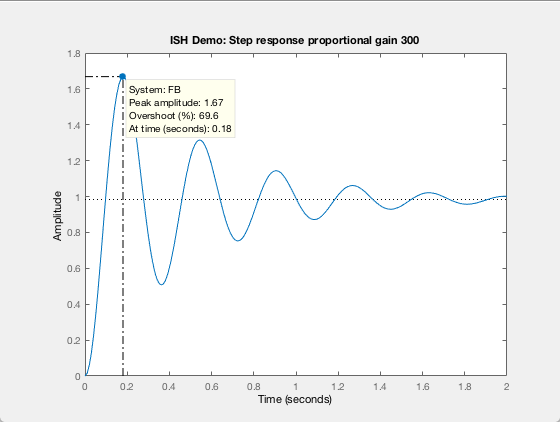 ISH Demo: Step response proportional gain 300
1.8
1.6
1.4
1.2
1
0.8
0.6
0.4
0.2
0
Amplitude
System: FB
Peak amplitude: 1.67
Overshoot (%): 69.6
At time (seconds): 0.18
0 0.2 0.4 0.6 0.8 1 1.2 1.4 1.6 1.8 2
Time (seconds)